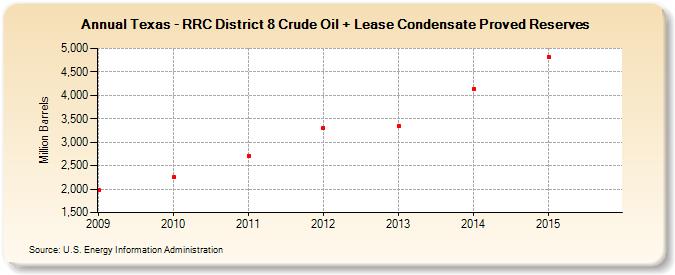 Annual Texas - RRC District 8 Crude Oil + Lease Condensate Proved Reserves
Million Barrels
5,000
4,500
4,000
3,500
3,000
2,500
2,000
1,500
2009 2010 2011 2012 2013 2014 2015
Source: U.S. Energy Information Administration